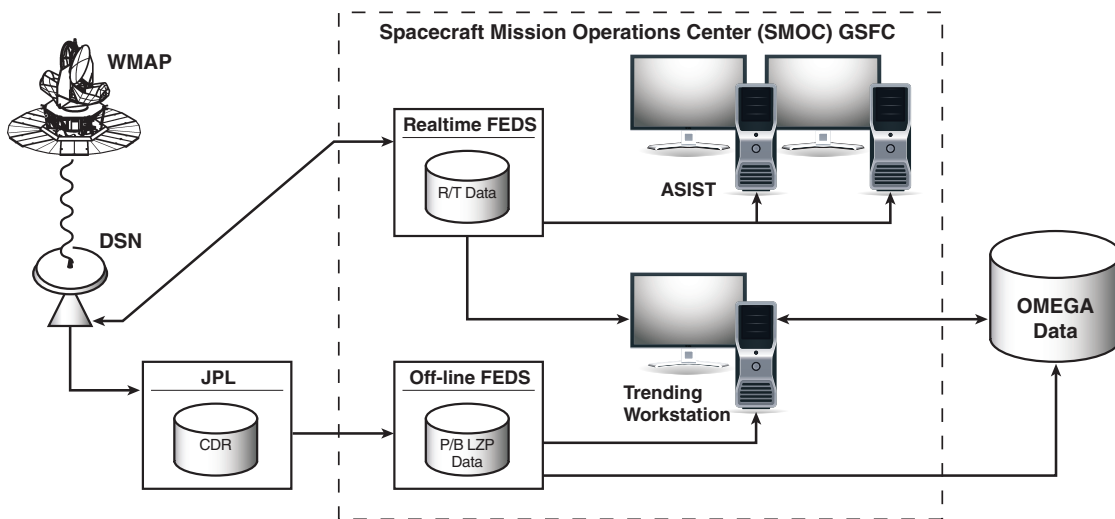 Spacecraft Mission Operations Center (SMOC) GSFC
WMAP
Realtime FEDS
R/T Data
ASIST
DSN
OMEGA
Data
JPL
CDR
Off-line FEDS
P/B LZP
Data
Trending
Workstation